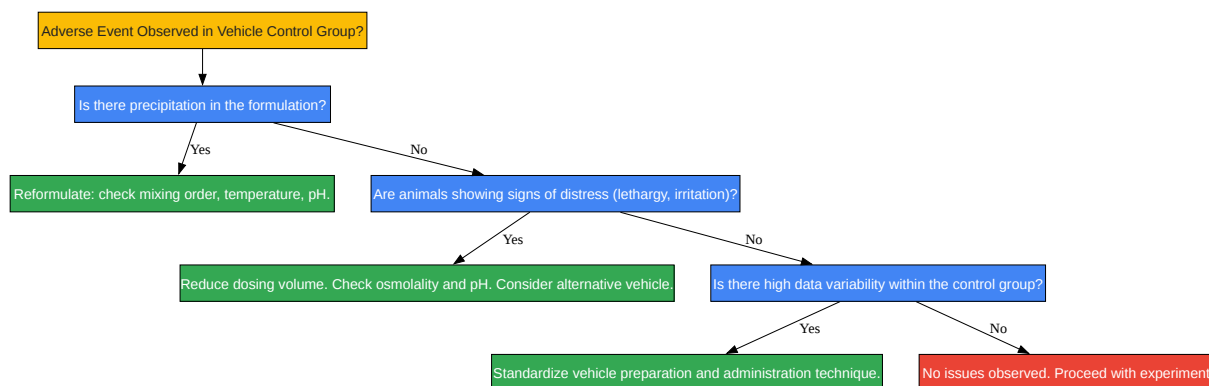 Adverse Event Observed in Vehicle Control Group?
Is there precipitation in the formulation?
Yes
No
Reformulate: check mixing order, temperature, pH.
Are animals showing signs of distress (lethargy, irritation)?
Yes
No
Reduce dosing volume. Check osmolality and pH. Consider alternative vehicle.
Is there high data variability within the control group?
Yes
No
Standardize vehicle preparation and administration technique.
No issues observed. Proceed with experiment